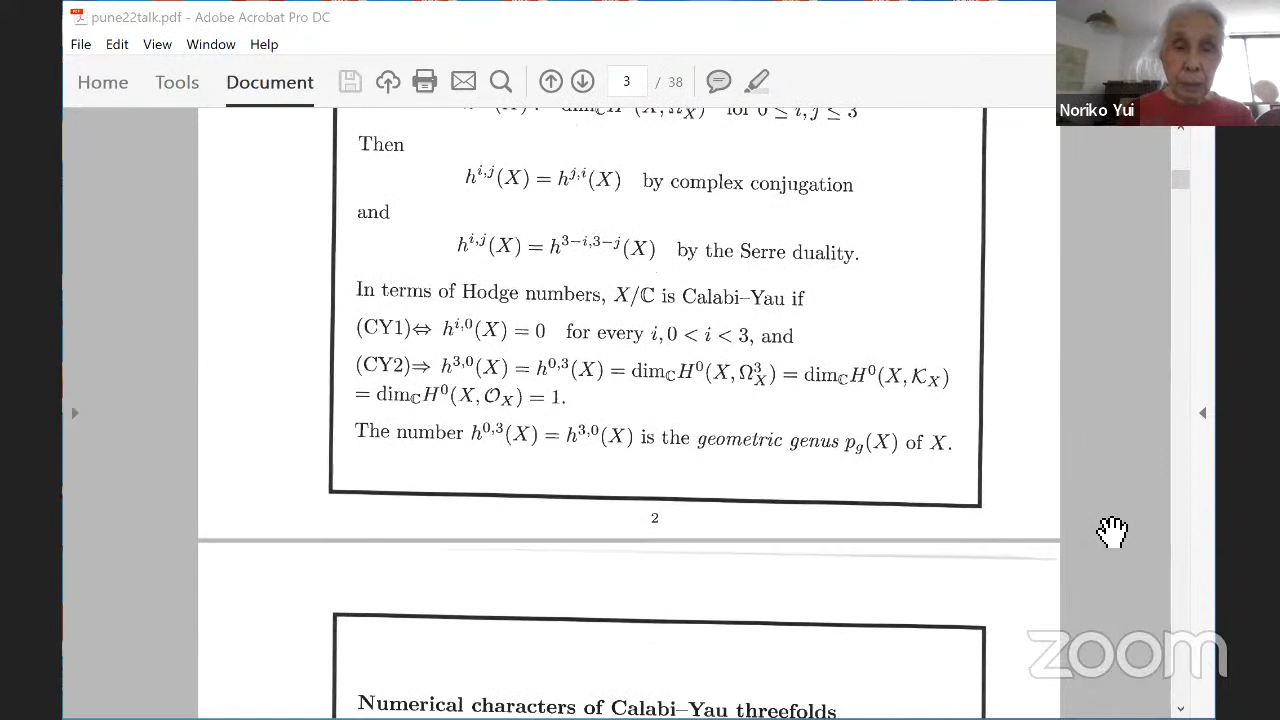 pune22talk.pdf - Adobe Acrobat Pro DC
File Edit View Window Help
Home Tools Document 3 / 38
Noriko Yui
for 0 ≤ i, j ≤ 3
Then
h^{i,j}(X) = h^{j,i}(X) by complex conjugation
and
h^{i,j}(X) = h^{3−i,3−j}(X) by the Serre duality.
In terms of Hodge numbers, X/ℂ is Calabi–Yau if
(CY1)⇔ h^{i,0}(X) = 0 for every i, 0 < i < 3, and
(CY2)⇒ h^{3,0}(X) = h^{0,3}(X) = dim_ℂ H^0(X, Ω^3_X) = dim_ℂ H^0(X, 𝒦_X)
= dim_ℂ H^0(X, 𝒪_X) = 1.
The number h^{0,3}(X) = h^{3,0}(X) is the geometric genus p_g(X) of X.
2
Numerical characters of Calabi–Yau threefolds
zoom